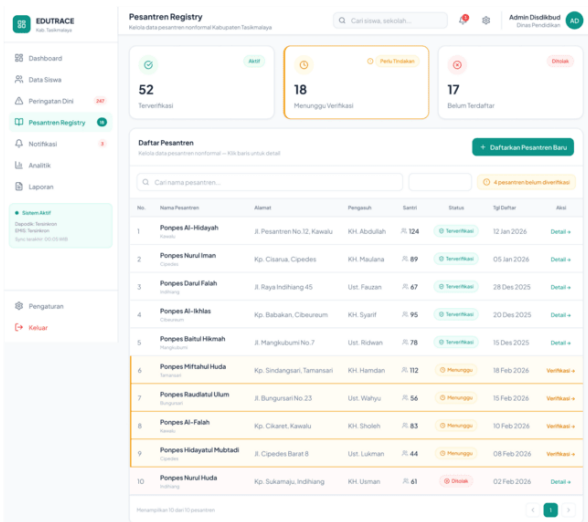 EDUTRACE
Kab. Tasikmalaya
Dashboard
Data Siswa
Peringatan Dini 247
Pesantren Registry 18
Notifikasi 3
Analitik
Laporan
Sistem Aktif
Dapodik: Tersinkron
EMIS: Tersinkron
Pengaturan
Keluar
Pesantren Registry
Kelola data pesantren nonformal Kabupaten Tasikmalaya
Cari siswa, sekolah...
Admin Disdikbud
Dinas Pendidikan
AD
Aktif
52
Terverifikasi
Perlu Tindakan
18
Menunggu Verifikasi
Ditolak
17
Belum Terdaftar
Daftar Pesantren
Kelola data pesantren nonformal — Klik baris untuk detail
+ Daftarkan Pesantren Baru
Cari nama pesantren...
4 pesantren belum diverifikasi
No. Nama Pesantren Alamat Pengasuh Santri Status Tgl Daftar Aksi
1 Ponpes Al-Hidayah Jl. Pesantren No. 12, Kawalu KH. Abdullah 124 Terverifikasi 12 Jan 2026 Detail →
Kawalu
2 Ponpes Nurul Iman Kp. Cisarua, Cipedes KH. Maulana 89 Terverifikasi 05 Jan 2026 Detail →
Cipedes
3 Ponpes Darul Falah Jl. Raya Indihiang 45 Ust. Fauzan 67 Terverifikasi 28 Des 2025 Detail →
Indihiang
4 Ponpes Al-Ikhlas Kp. Babakan, Cibeureum KH. Syarif 95 Terverifikasi 20 Des 2025 Detail →
Cibeureum
5 Ponpes Baitul Hikmah Jl. Mangkubumi No. 7 Ust. Ridwan 78 Terverifikasi 15 Des 2025 Detail →
Mangkubumi
6 Ponpes Miftahul Huda Kp. Sindangsari, Tamansari KH. Hamdan 112 Menunggu 18 Feb 2026 Verifikasi →
Tamansari
7 Ponpes Raudlatul Ulum Jl. Bungursari No. 23 Ust. Wahyu 56 Menunggu 15 Feb 2026 Verifikasi →
Bungursari
8 Ponpes Al-Falah Kp. Cikaret, Kawalu KH. Sholeh 83 Menunggu 10 Feb 2026 Verifikasi →
Kawalu
9 Ponpes Hidayatul Mubtadi Jl. Cipedes Barat 8 Ust. Lukman 44 Menunggu 08 Feb 2026 Verifikasi →
Cipedes
10 Ponpes Nurul Huda Kp. Sukamaju, Indihiang KH. Usman 61 Ditolak 02 Feb 2026 Detail →
Indihiang
Menampilkan 10 dari 10 pesantren
‹ 1 ›